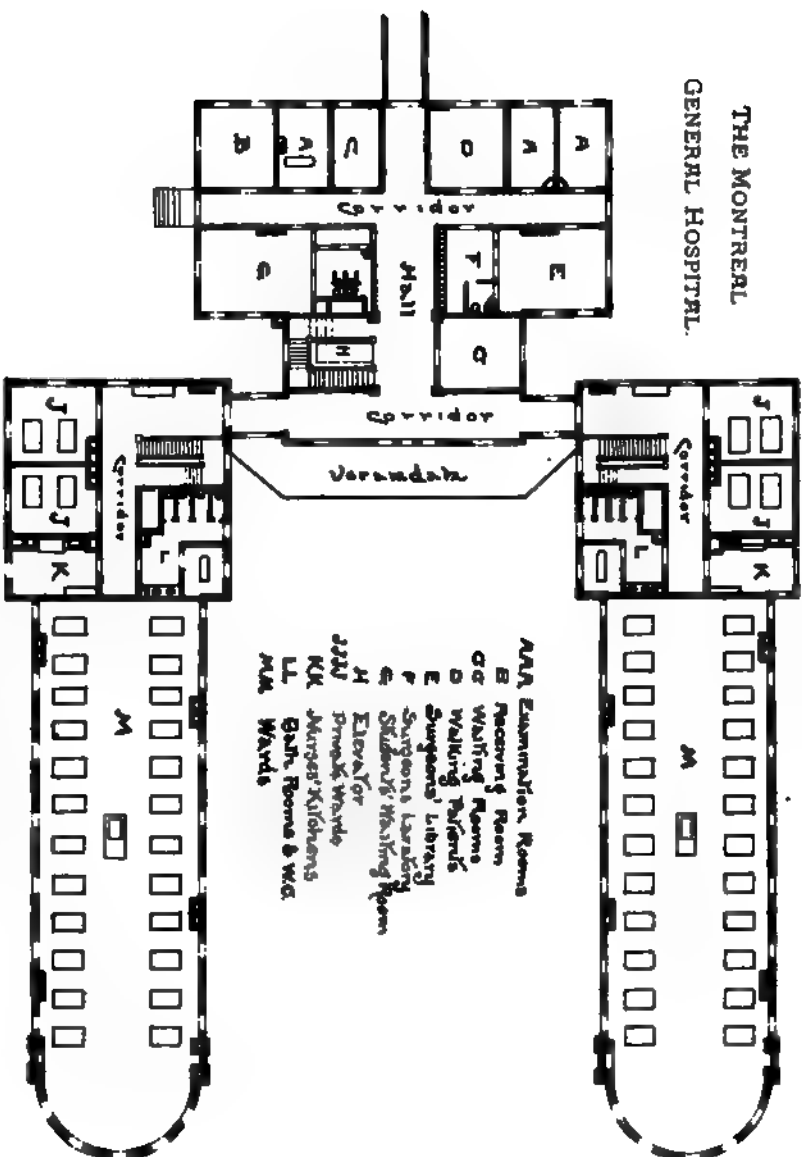 THE MONTREAL
GENERAL HOSPITAL.
A
A
D
C
A
B
Corridor
E
F
Hall
G
C
H
Corridor
Verandah
J
J
Corridor
K
L
M
J
J
Corridor
K
L
M
AAA Examination Rooms
B Receiving Room
CC Waiting Rooms
D Walking Patients
E Surgeons' Library
F Surgeons Lavatory
G Students Waiting Room
H Elevator
JJJJ Private Wards
KK Nurses' Kitchens
LL Bath Rooms & W.C.
MM Wards